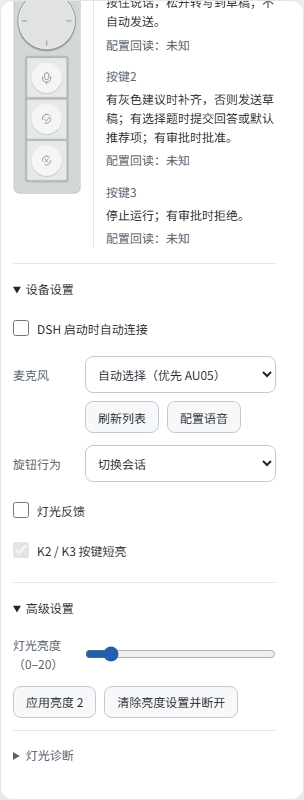 按住说话，松开转写到草稿，不
自动发送。
配置回读：未知
按键2
有灰色建议时补齐，否则发送草
稿；有选择题时提交回答或默认
推荐项；有审批时批准。
配置回读：未知
按键3
停止运行；有审批时拒绝。
配置回读：未知
设备设置
DSH 启动时自动连接
麦克风
自动选择（优先 AU05）
刷新列表
配置语音
旋钮行为
切换会话
灯光反馈
K2 / K3 按键短亮
高级设置
灯光亮度
（0–20）
应用亮度 2
清除亮度设置并断开
灯光诊断